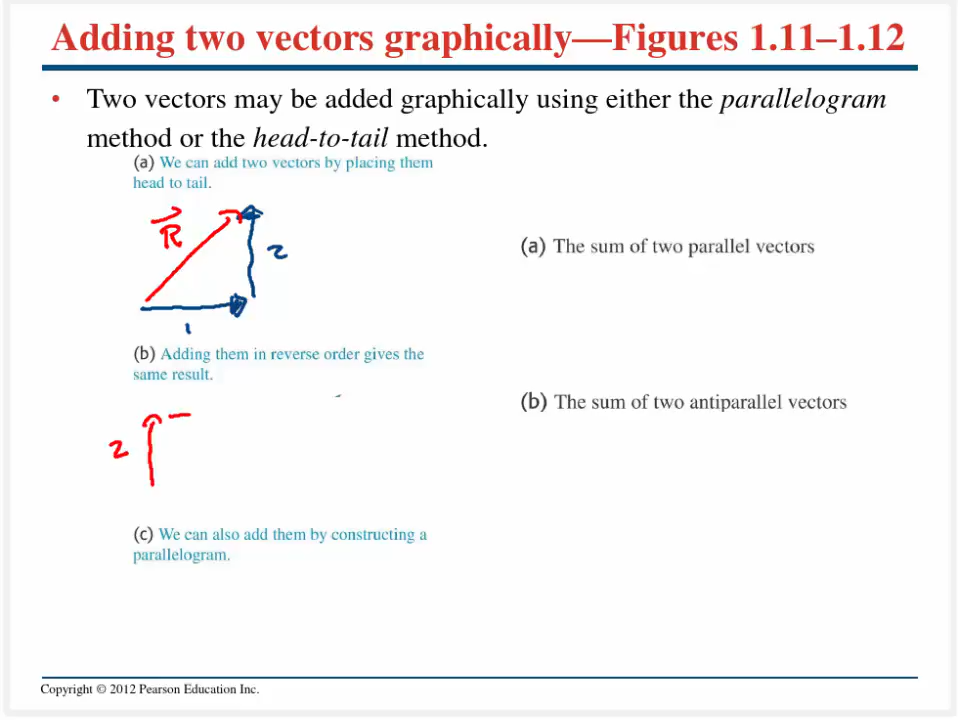 Adding two vectors graphically—Figures 1.11–1.12
• Two vectors may be added graphically using either the parallelogram
method or the head-to-tail method.
(a) We can add two vectors by placing them
head to tail.
R
2
1
(b) Adding them in reverse order gives the
same result.
2
(c) We can also add them by constructing a
parallelogram.
(a) The sum of two parallel vectors
(b) The sum of two antiparallel vectors
Copyright © 2012 Pearson Education Inc.